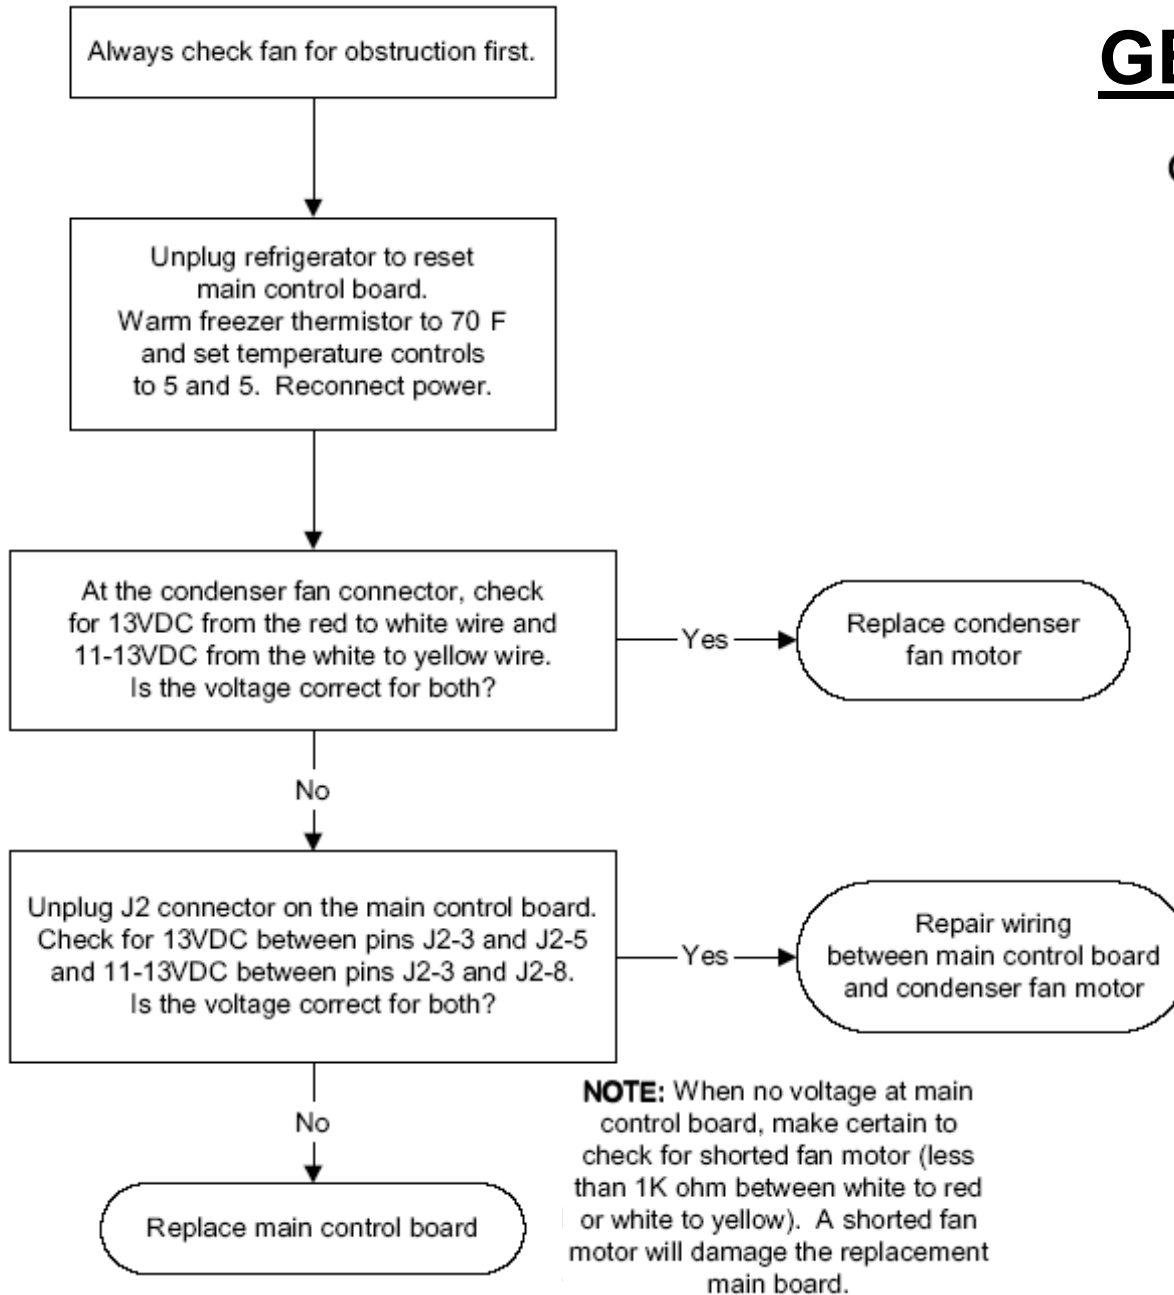 Always check fan for obstruction first.
Unplug refrigerator to reset
main control board.
Warm freezer thermistor to 70 F
and set temperature controls
to 5 and 5. Reconnect power.
At the condenser fan connector, check
for 13VDC from the red to white wire and
11-13VDC from the white to yellow wire.
Is the voltage correct for both?
Yes
Replace condenser
fan motor
No
Unplug J2 connector on the main control board.
Check for 13VDC between pins J2-3 and J2-5
and 11-13VDC between pins J2-3 and J2-8.
Is the voltage correct for both?
Yes
Repair wiring
between main control board
and condenser fan motor
No
Replace main control board
NOTE: When no voltage at main
control board, make certain to
check for shorted fan motor (less
than 1K ohm between white to red
or white to yellow). A shorted fan
motor will damage the replacement
main board.